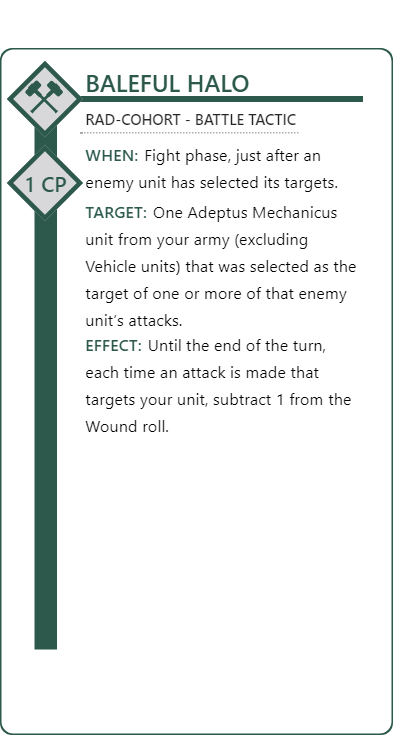 BALEFUL HALO
RAD-COHORT - BATTLE TACTIC
WHEN: Fight phase, just after an
1 CP
enemy unit has selected its targets.
TARGET: One Adeptus Mechanicus
unit from your army (excluding
Vehicle units) that was selected as the
target of one or more of that enemy
unit’s attacks.
EFFECT: Until the end of the turn,
each time an attack is made that
targets your unit, subtract 1 from the
Wound roll.